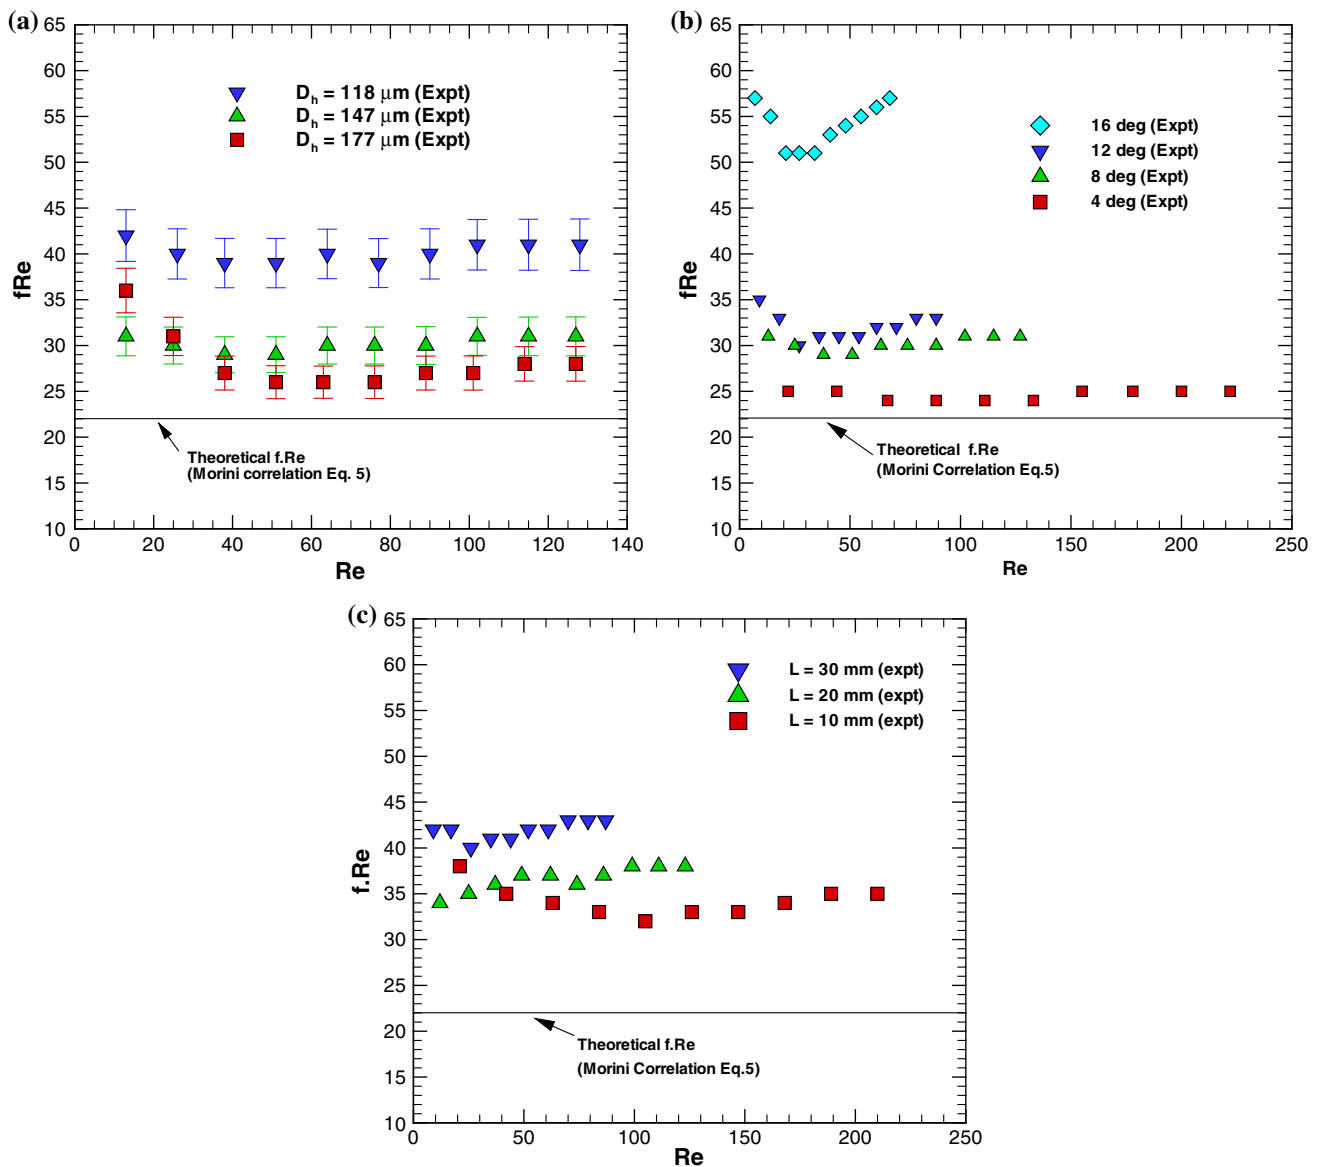 (a)
65
60
55
50
45
40
35
30
25
20
15
10
fRe
0 20 40 60 80 100 120 140
Re
Dh = 118 μm (Expt)
Dh = 147 μm (Expt)
Dh = 177 μm (Expt)
Theoretical f.Re
(Morini correlation Eq. 5)
(b)
65
60
55
50
45
40
35
30
25
20
15
10
fRe
0 50 100 150 200 250
Re
16 deg (Expt)
12 deg (Expt)
8 deg (Expt)
4 deg (Expt)
Theoretical f.Re
(Morini Correlation Eq.5)
(c)
65
60
55
50
45
40
35
30
25
20
15
10
f.Re
0 50 100 150 200 250
Re
L = 30 mm (expt)
L = 20 mm (expt)
L = 10 mm (expt)
Theoretical f.Re
(Morini Correlation Eq.5)